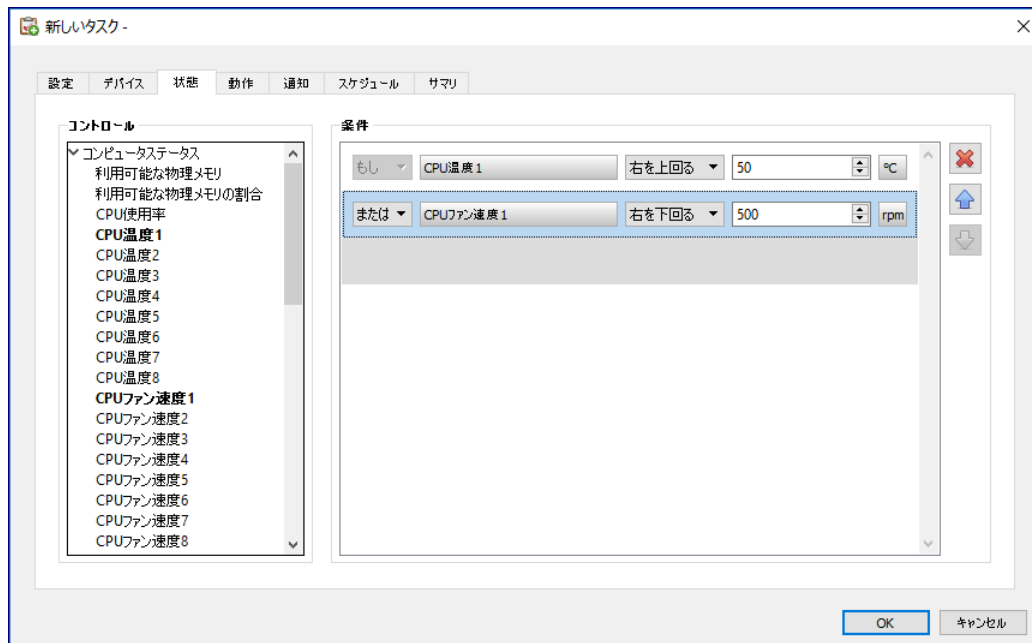 新しいタスク -
設定 デバイス 状態 動作 通知 スケジュール サマリ
コントロール
コンピュータステータス
利用可能な物理メモリ
利用可能な物理メモリの割合
CPU使用率
CPU温度1
CPU温度2
CPU温度3
CPU温度4
CPU温度5
CPU温度6
CPU温度7
CPU温度8
CPUファン速度1
CPUファン速度2
CPUファン速度3
CPUファン速度4
CPUファン速度5
CPUファン速度6
CPUファン速度7
CPUファン速度8
条件
もし CPU温度1 右を上回る 50 ℃
または CPUファン速度1 右を下回る 500 rpm
OK キャンセル